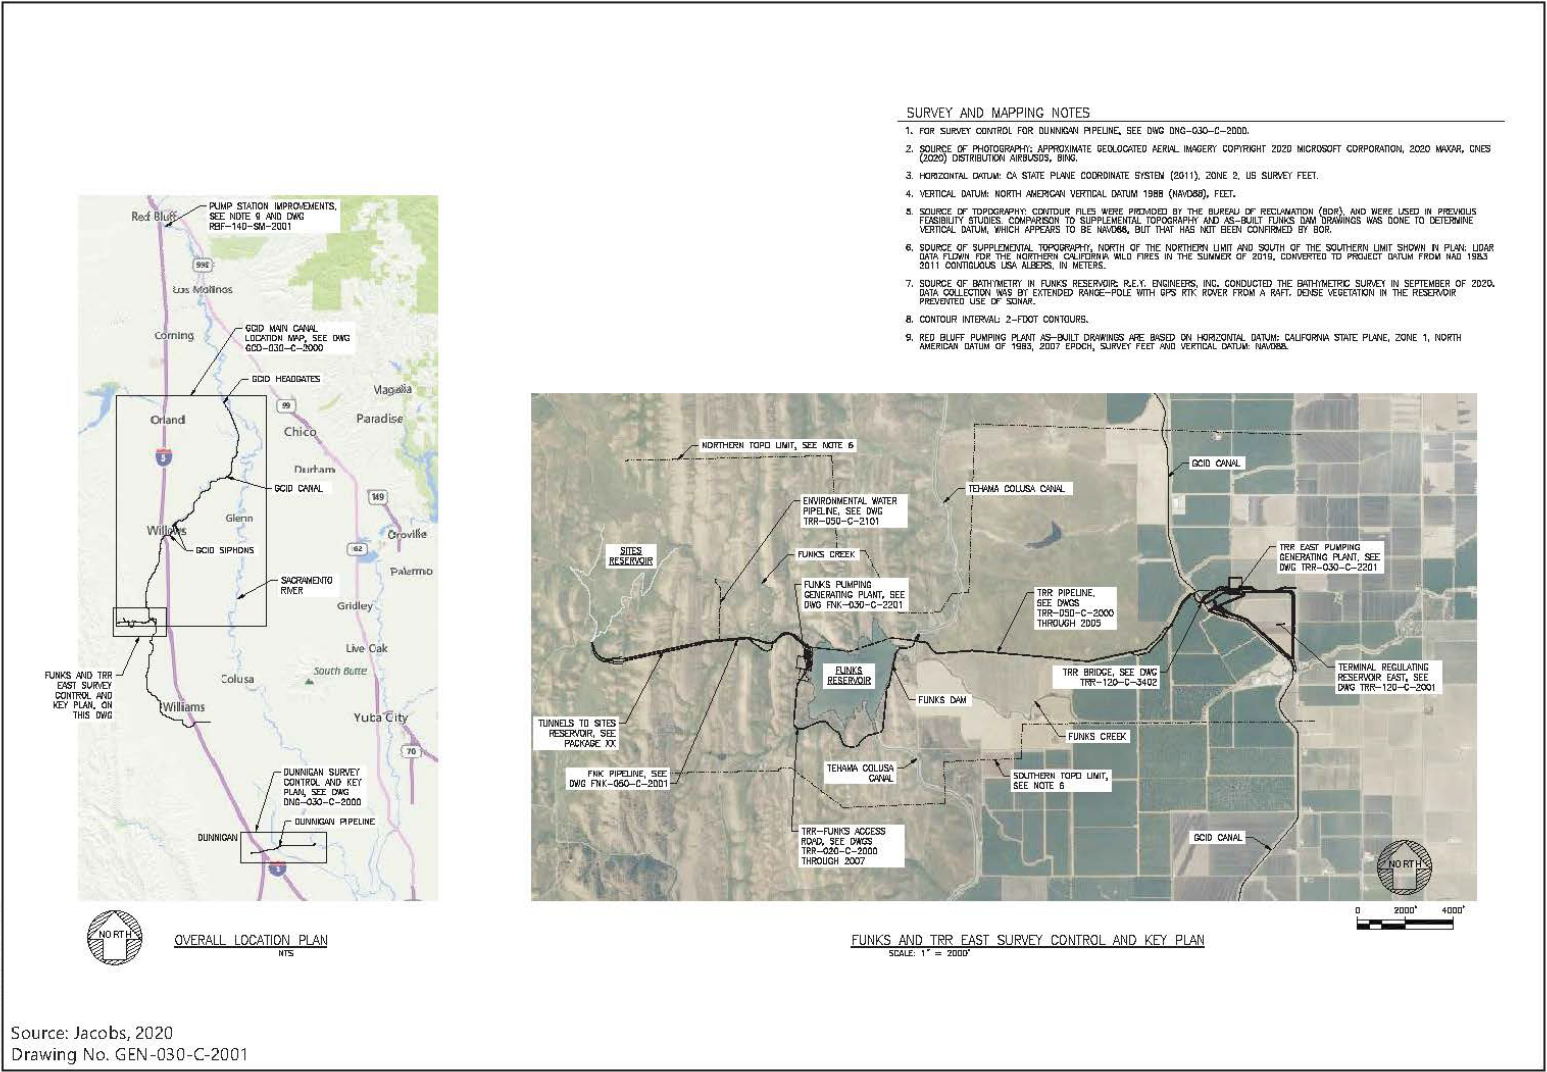 SURVEY AND MAPPING NOTES
1. FOR SURVEY CONTROL FOR DUNNIGAN PIPELINE, SEE DWG DNG-030-C-2000.
2. SOURCE OF PHOTOGRAPHY: APPROXIMATE GEOLOCATED AERIAL IMAGERY COPYRIGHT 2020 MICROSOFT CORPORATION, 2020 MAXAR, CNES
(2020) DISTRIBUTION AIRBUSDS, BING.
3. HORIZONTAL DATUM: CA STATE PLANE COORDINATE SYSTEM (2011), ZONE 2, US SURVEY FEET.
4. VERTICAL DATUM: NORTH AMERICAN VERTICAL DATUM 1988 (NAVD88), FEET.
5. SOURCE OF TOPOGRAPHY: CONTOUR FILES WERE PROVIDED BY THE BUREAU OF RECLAMATION (BOR), AND WERE USED IN PREVIOUS
FEASIBILITY STUDIES. COMPARISON TO SUPPLEMENTAL TOPOGRAPHY AND AS-BUILT FUNKS DAM DRAWINGS WAS DONE TO DETERMINE
VERTICAL DATUM, WHICH APPEARS TO BE NAVD88, BUT THAT HAS NOT BEEN CONFIRMED BY BOR.
6. SOURCE OF SUPPLEMENTAL TOPOGRAPHY, NORTH OF THE NORTHERN LIMIT AND SOUTH OF THE SOUTHERN LIMIT SHOWN IN PLAN: LIDAR
DATA FLOWN FOR THE NORTHERN CALIFORNIA WILD FIRES IN THE SUMMER OF 2019, CONVERTED TO PROJECT DATUM FROM NAD 1983
2011 CONTIGUOUS USA ALBERS, IN METERS.
7. SOURCE OF BATHYMETRY IN FUNKS RESERVOIR: R.E.Y. ENGINEERS, INC. CONDUCTED THE BATHYMETRIC SURVEY IN SEPTEMBER OF 2020.
DATA COLLECTION WAS BY EXTENDED RANGE-POLE WITH GPS RTK ROVER FROM A RAFT. DENSE VEGETATION IN THE RESERVOIR
PREVENTED USE OF SONAR.
8. CONTOUR INTERVAL: 2-FOOT CONTOURS.
9. RED BLUFF PUMPING PLANT AS-BUILT DRAWINGS ARE BASED ON HORIZONTAL DATUM: CALIFORNIA STATE PLANE, ZONE 1, NORTH
AMERICAN DATUM OF 1983, 2007 EPOCH, SURVEY FEET AND VERTICAL DATUM: NAVD88.
Red Bluff
PUMP STATION IMPROVEMENTS,
SEE NOTE 9 AND DWG
RBF-140-SM-2001
Los Molinos
Corning
GCID MAIN CANAL
LOCATION MAP, SEE DWG
GCD-030-C-2000
GCID HEADGATES
Magalia
99
Orland
Paradise
Chico
5
Durham
GCID CANAL
149
Glenn
Willows
Oroville
GCID SIPHONS
162
Palermo
SACRAMENTO
RIVER
Gridley
Live Oak
FUNKS AND TRR
EAST SURVEY
CONTROL AND
KEY PLAN, ON
THIS DWG
South Butte
Colusa
Williams
Yuba City
70
DUNNIGAN SURVEY
CONTROL AND KEY
PLAN, SEE DWG
DNG-030-C-2000
DUNNIGAN PIPELINE
DUNNIGAN
5
NORTH
OVERALL LOCATION PLAN
NTS
NORTHERN TOPO LIMIT, SEE NOTE 6
GCID CANAL
TEHAMA COLUSA CANAL
ENVIRONMENTAL WATER
PIPELINE, SEE DWG
TRR-050-C-2101
SITES
RESERVOIR
FUNKS CREEK
TRR EAST PUMPING
GENERATING PLANT, SEE
DWG TRR-030-C-2201
FUNKS PUMPING
GENERATING PLANT, SEE
DWG FNK-030-C-2201
TRR PIPELINE,
SEE DWGS
TRR-050-C-2000
THROUGH 2005
FUNKS
RESERVOIR
TRR BRIDGE, SEE DWG
TRR-120-C-3402
TERMINAL REGULATING
RESERVOIR EAST, SEE
DWG TRR-120-C-2001
FUNKS DAM
TUNNELS TO SITES
RESERVOIR, SEE
PACKAGE XX
FUNKS CREEK
FNK PIPELINE, SEE
DWG FNK-050-C-2001
TEHAMA COLUSA
CANAL
SOUTHERN TOPO LIMIT,
SEE NOTE 6
TRR-FUNKS ACCESS
ROAD, SEE DWGS
TRR-020-C-2000
THROUGH 2007
GCID CANAL
NORTH
0 2000' 4000'
FUNKS AND TRR EAST SURVEY CONTROL AND KEY PLAN
SCALE: 1" = 2000'
Source: Jacobs, 2020
Drawing No. GEN-030-C-2001